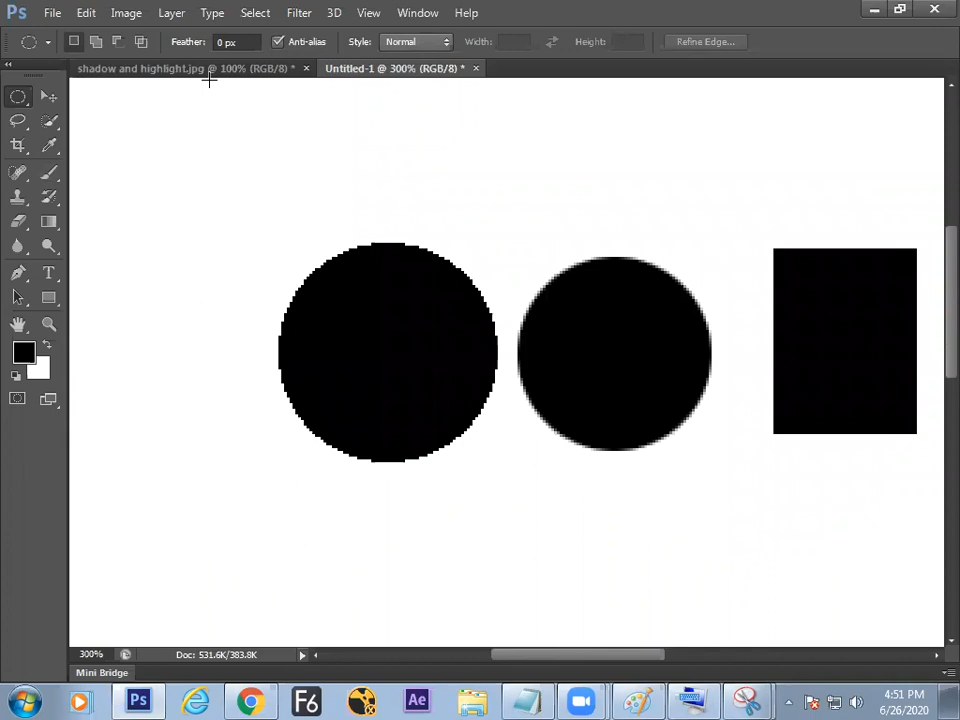 Ps File Edit Image Layer Type Select Filter 3D View Window Help
Feather: 0 px Anti-alias Style: Normal Width: Height: Refine Edge...
shadow and highlight.jpg @ 100% (RGB/8) * × Untitled-1 @ 300% (RGB/8) * ×
T
300% Doc: 531.6K/383.8K
Mini Bridge
Ps F6 Ae 4:51 PM
6/26/2020